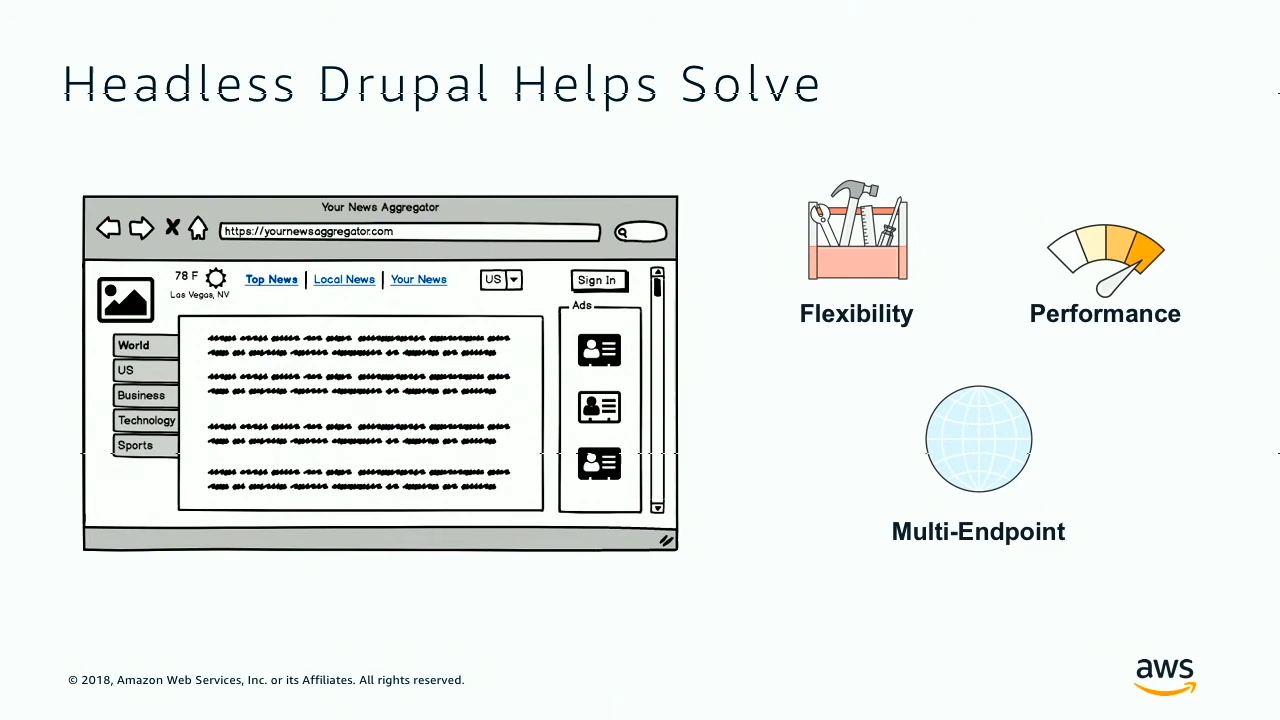 Headless Drupal Helps Solve
Your News Aggregator
https://yournewsaggregator.com
78 F
Las Vegas, NV
Top News
Local News
Your News
US
Sign In
Ads
World
US
Business
Technology
Sports
Flexibility
Performance
Multi-Endpoint
© 2018, Amazon Web Services, Inc. or its Affiliates. All rights reserved.
aws